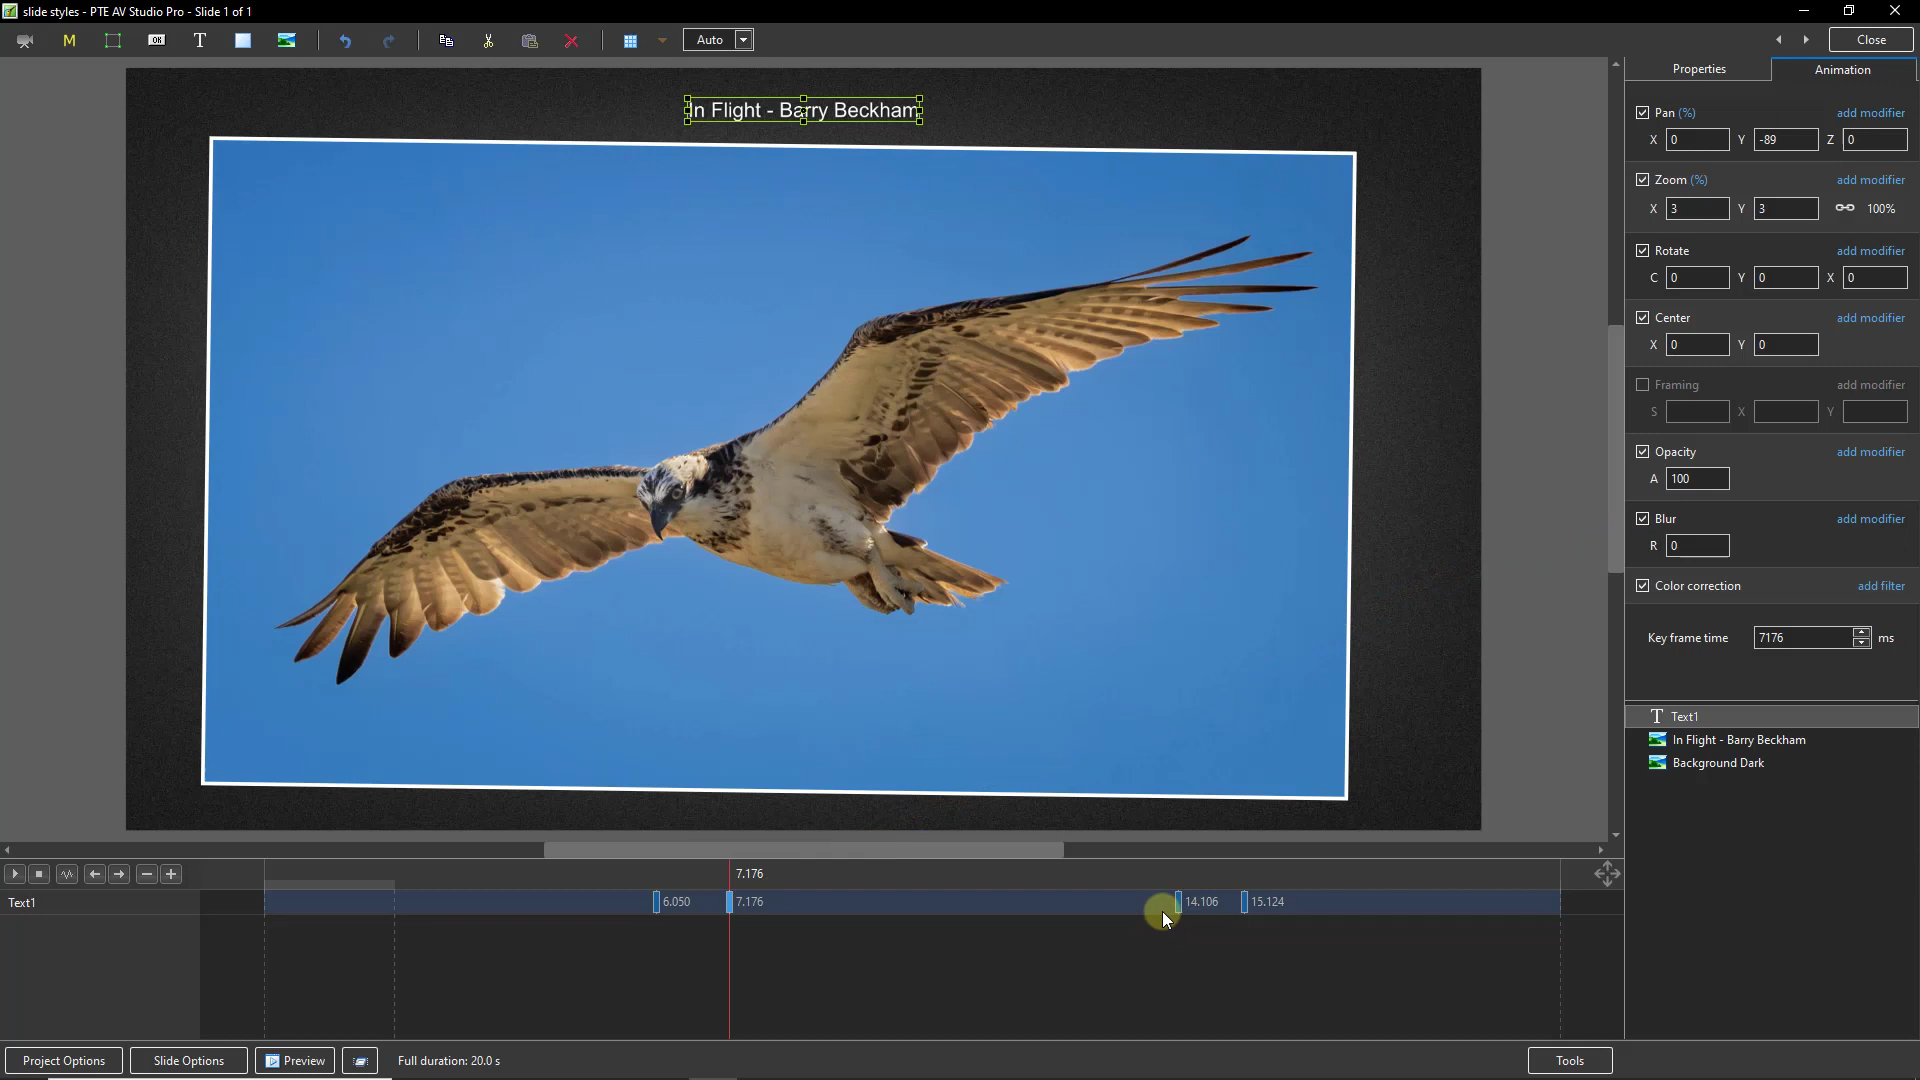 slide styles - PTE AV Studio Pro - Slide 1 of 1
M
OK
T
Auto
Close
Properties
Animation
In Flight - Barry Beckham
Pan (%)
add modifier
X 0 Y -89 Z 0
Zoom (%)
add modifier
X 3 Y 3 100%
Rotate
add modifier
C 0 Y 0 X 0
Center
add modifier
X 0 Y 0
Framing
add modifier
S X Y
Opacity
add modifier
A 100
Blur
add modifier
R 0
Color correction
add filter
Key frame time 7176 ms
T Text1
In Flight - Barry Beckham
Background Dark
7.176
Text1
6.050
7.176
14.106
15.124
Project Options
Slide Options
Preview
Full duration: 20.0 s
Tools